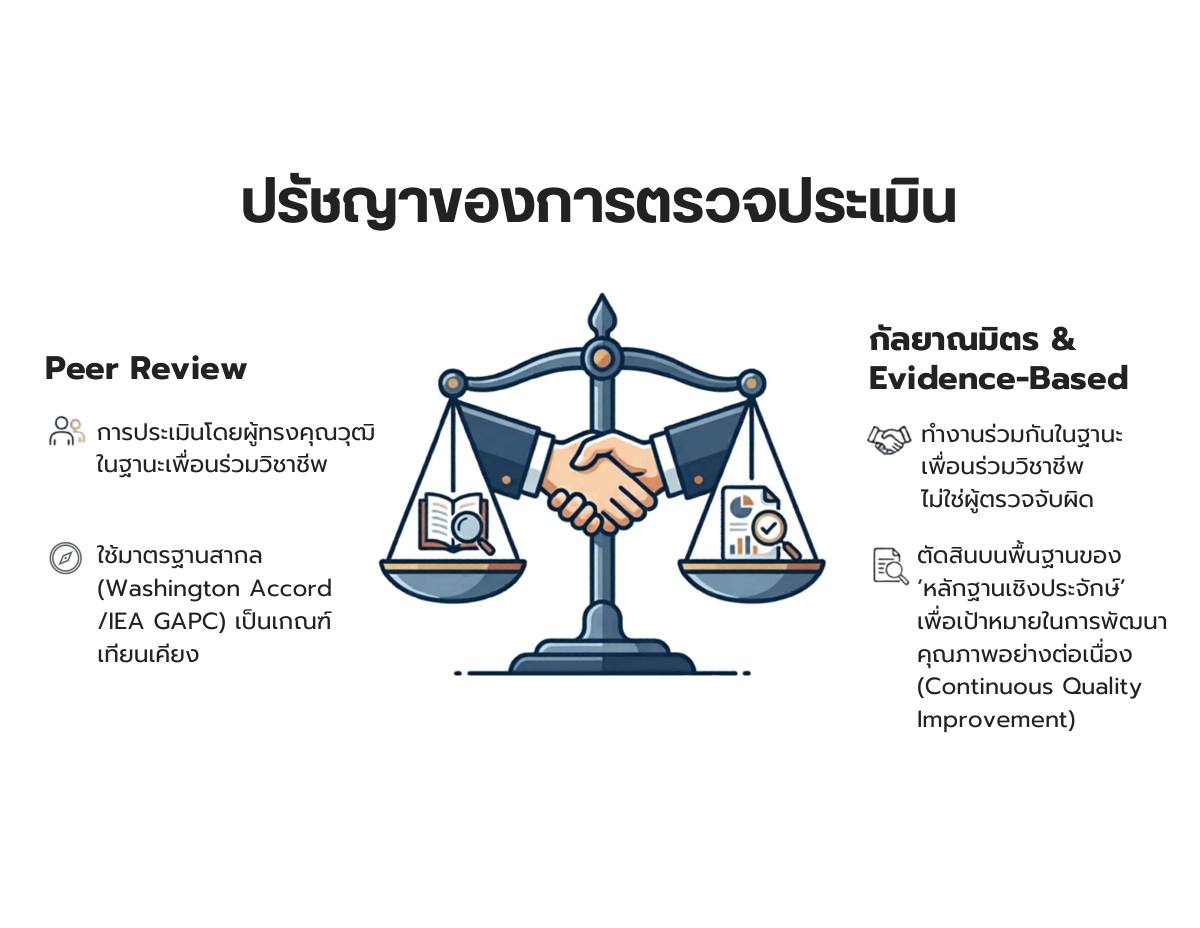 ปรัชญาของการตรวจประเมิน
Peer Review
การประเมินโดยผู้ทรงคุณวุฒิ
ในฐานะเพื่อนร่วมวิชาชีพ
ใช้มาตรฐานสากล
(Washington Accord
/IEA GAPC) เป็นเกณฑ์
เทียนเคียง
กัลยาณมิตร &
Evidence-Based
ทำงานร่วมกันในฐานะ
เพื่อนร่วมวิชาชีพ
ไม่ใช่ผู้ตรวจจับผิด
ตัดสินบนพื้นฐานของ
‘หลักฐานเชิงประจักษ์’
เพื่อเป้าหมายในการพัฒนา
คุณภาพอย่างต่อเนื่อง
(Continuous Quality
Improvement)